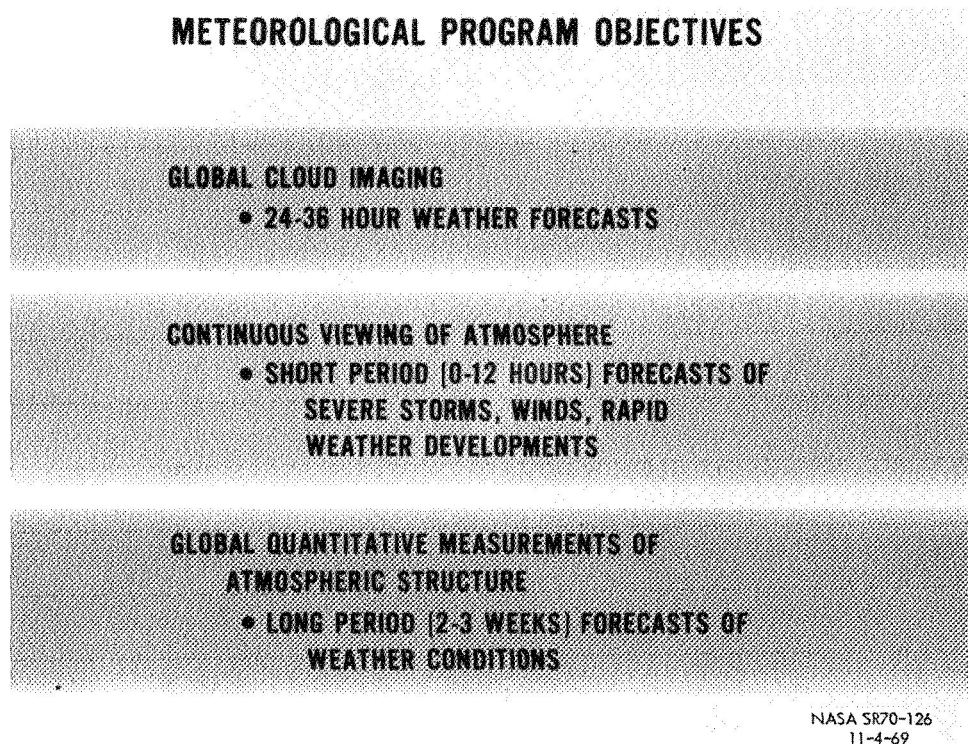 METEOROLOGICAL PROGRAM OBJECTIVES
GLOBAL CLOUD IMAGING
• 24-36 HOUR WEATHER FORECASTS
CONTINUOUS VIEWING OF ATMOSPHERE
• SHORT PERIOD (0-12 HOURS) FORECASTS OF
SEVERE STORMS, WINDS, RAPID
WEATHER DEVELOPMENTS
GLOBAL QUANTITATIVE MEASUREMENTS OF
ATMOSPHERIC STRUCTURE
• LONG PERIOD (2-3 WEEKS) FORECASTS OF
WEATHER CONDITIONS
NASA SR70-126
11-4-69